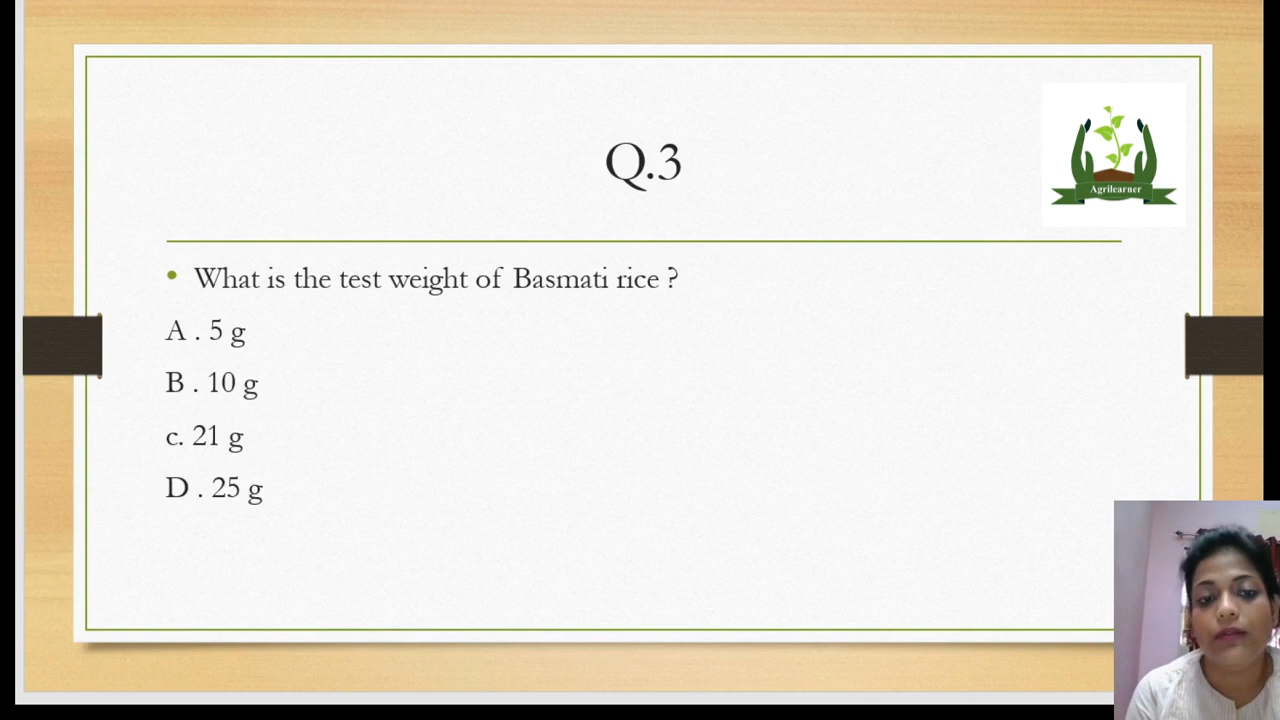 Q.3
Agrilearner
• What is the test weight of Basmati rice ?
A . 5 g
B . 10 g
c. 21 g
D . 25 g